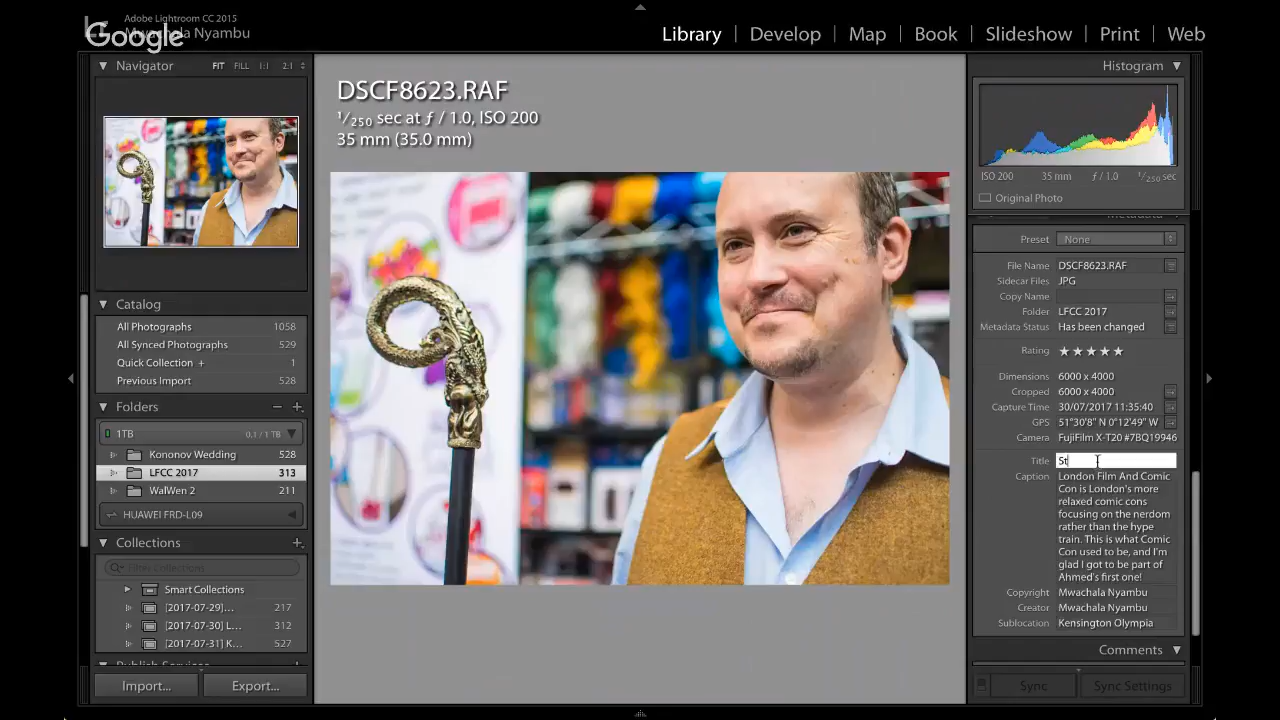 Adobe Lightroom CC 2015
Mwachala Nyambu
Google
Library | Develop | Map | Book | Slideshow | Print | Web
Navigator FIT FILL 1:1 2:1
Catalog
All Photographs 1058
All Synced Photographs 529
Quick Collection + 1
Previous Import 528
Folders
1TB 0.1 / 1 TB
Kononov Wedding 102
LFCC 2017 313
WalWen 2 211
HUAWEI FRD-L09
Collections
Filter Collections
Smart Collections
[2017-07-29]... 217
[2017-07-30] L... 312
[2017-07-31] K... 527
Publish Services
Import... Export...
DSCF8623.RAF
1/250 sec at ƒ / 1.0, ISO 200
35 mm (35.0 mm)
Histogram
ISO 200 35 mm ƒ / 1.0 1/250 sec
Original Photo
Metadata
Preset None
File Name DSCF8623.RAF
Sidecar Files JPG
Copy Name
Folder LFCC 2017
Metadata Status Has been changed
Rating ★★★★★
Dimensions 6000 x 4000
Cropped 6000 x 4000
Capture Time 30/07/2017 11:35:40
GPS 51°30'8" N 0°12'49" W
Camera FujiFilm X-T20 #7BQ19946
Title St
Caption London Film And Comic
Con is London's more
relaxed comic cons
focusing on the nerdom
rather than the hype
train. This is what Comic
Con used to be, and I'm
glad I got to be part of
Ahmed's first one!
Copyright Mwachala Nyambu
Creator Mwachala Nyambu
Sublocation Kensington Olympia
Comments
Sync Sync Settings